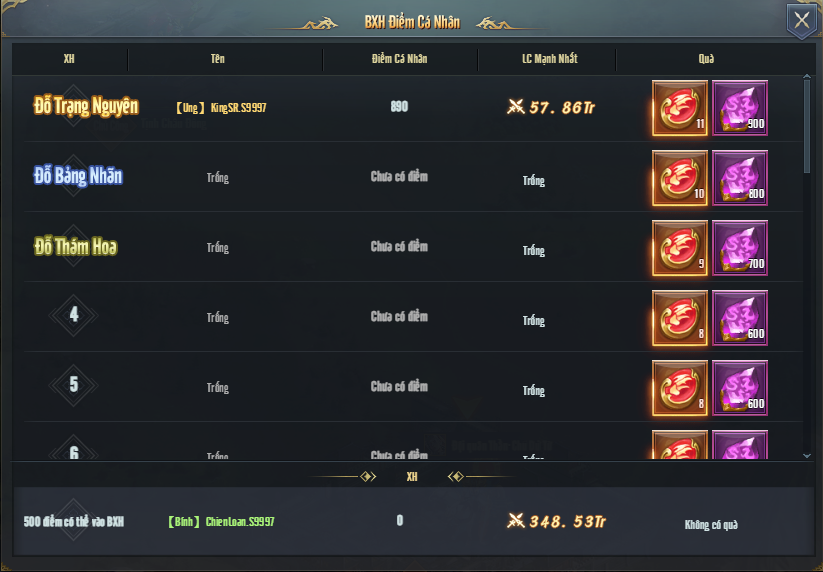 BXH Điểm Cá Nhân
XH Tên Điểm Cá Nhân LC Mạnh Nhất Quà
Đỗ Trạng Nguyên 【Ung】KingSR.S9997 890 57.86Tr 11 900
Đỗ Bảng Nhãn Trống Chưa có điểm Trống 10 800
Đỗ Thám Hoa Trống Chưa có điểm Trống 9 700
4 Trống Chưa có điểm Trống 8 600
5 Trống Chưa có điểm Trống 8 600
6 Trống Chưa có điểm Trống
XH
500 điểm có thể vào BXH 【Bính】ChienLoan.S9997 0 348.53Tr Không có quà